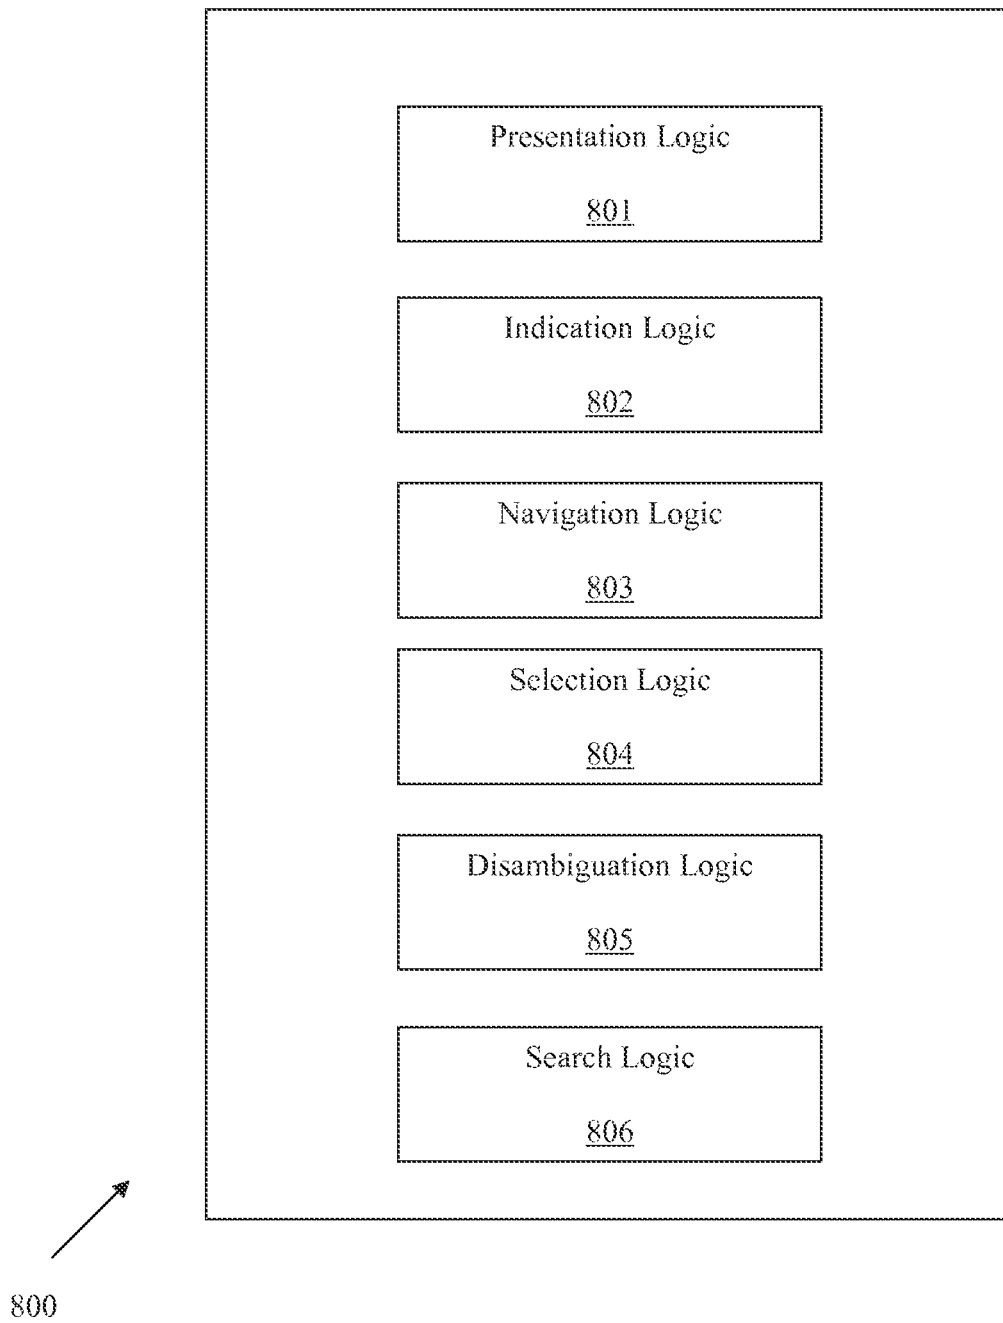 Presentation Logic
801
Indication Logic
802
Navigation Logic
803
Selection Logic
804
Disambiguation Logic
805
Search Logic
806
800